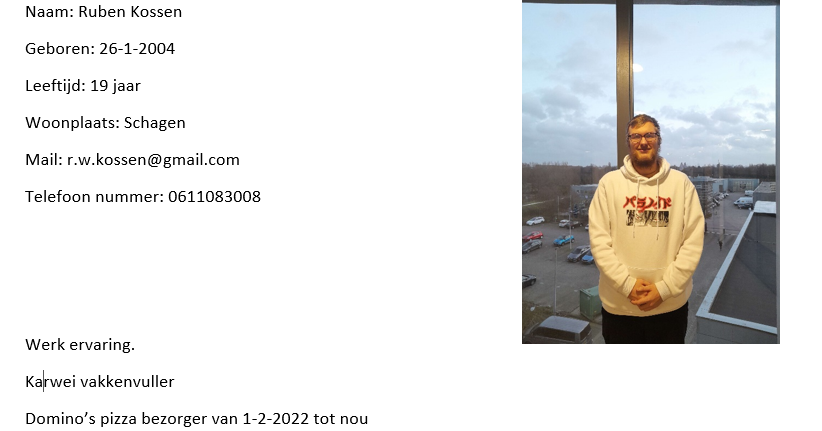 Naam: Ruben Kossen
Geboren: 26-1-2004
Leeftijd: 19 jaar
Woonplaats: Schagen
Mail: r.w.kossen@gmail.com
Telefoon nummer: 0611083008
Werk ervaring.
Karwei vakkenvuller
Domino’s pizza bezorger van 1-2-2022 tot nou